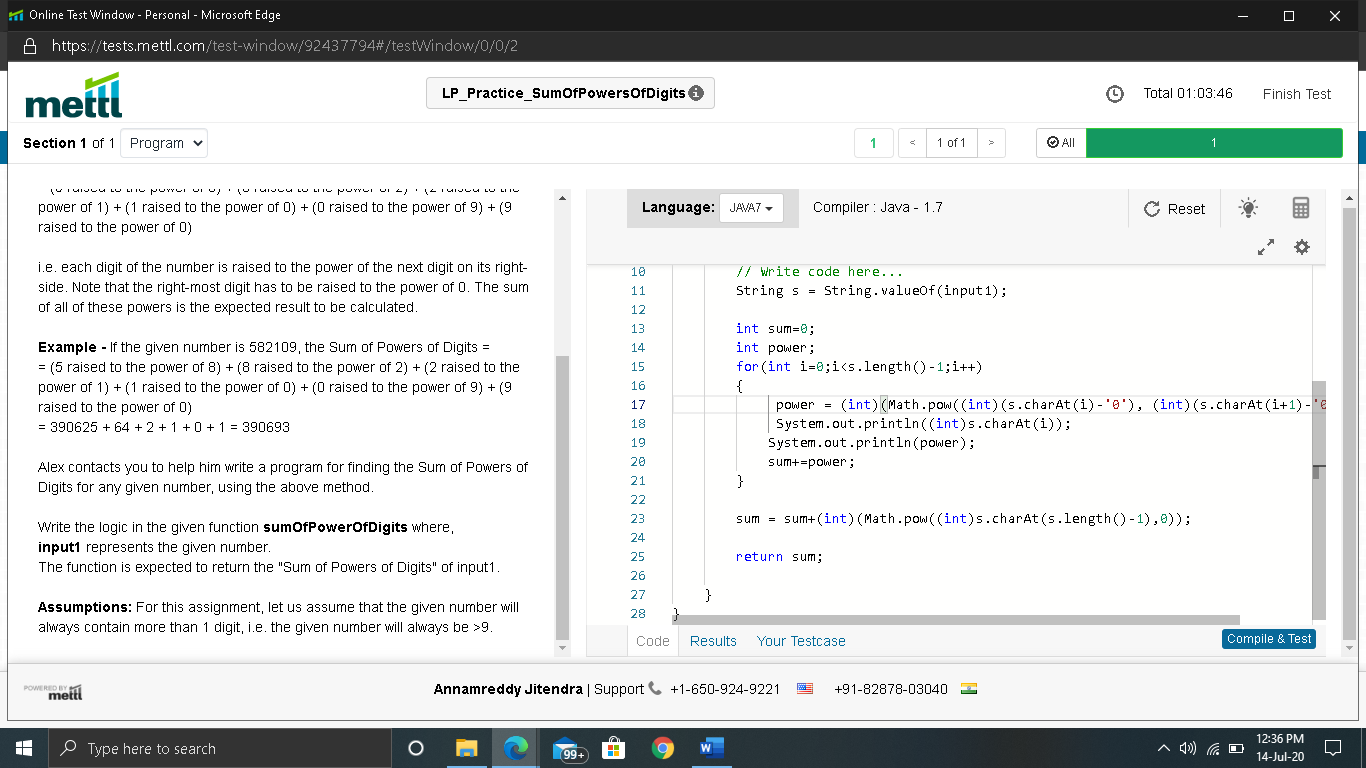 Online Test Window - Personal - Microsoft Edge
https://tests.mettl.com/test-window/92437794#/testWindow/0/0/2
mettl
LP_Practice_SumOfPowersOfDigits
Total 01:03:46
Finish Test
Section 1 of 1 Program
1
< 1 of 1 >
All 1
power of 1) + (1 raised to the power of 0) + (0 raised to the power of 9) + (9
raised to the power of 0)
i.e. each digit of the number is raised to the power of the next digit on its right-
side. Note that the right-most digit has to be raised to the power of 0. The sum
of all of these powers is the expected result to be calculated.
Example - If the given number is 582109, the Sum of Powers of Digits =
= (5 raised to the power of 8) + (8 raised to the power of 2) + (2 raised to the
power of 1) + (1 raised to the power of 0) + (0 raised to the power of 9) + (9
raised to the power of 0)
= 390625 + 64 + 2 + 1 + 0 + 1 = 390693
Alex contacts you to help him write a program for finding the Sum of Powers of
Digits for any given number, using the above method.
Write the logic in the given function sumOfPowerOfDigits where,
input1 represents the given number.
The function is expected to return the "Sum of Powers of Digits" of input1.
Assumptions: For this assignment, let us assume that the given number will
always contain more than 1 digit, i.e. the given number will always be >9.
Language: JAVA7
Compiler : Java - 1.7
Reset
10 // Write code here...
11 String s = String.valueOf(input1);
12
13 int sum=0;
14 int power;
15 for(int i=0;i<s.length()-1;i++)
16 {
17 power = (int)(Math.pow((int)(s.charAt(i)-'0'), (int)(s.charAt(i+1)-'0
18 System.out.println((int)s.charAt(i));
19 System.out.println(power);
20 sum+=power;
21 }
22
23 sum = sum+(int)(Math.pow((int)s.charAt(s.length()-1),0));
24
25 return sum;
26
27 }
28 }
Code Results Your Testcase
Compile & Test
POWERED BY mettl
Annamreddy Jitendra | Support +1-650-924-9221 +91-82878-03040
Type here to search
99+
12:36 PM
14-Jul-20